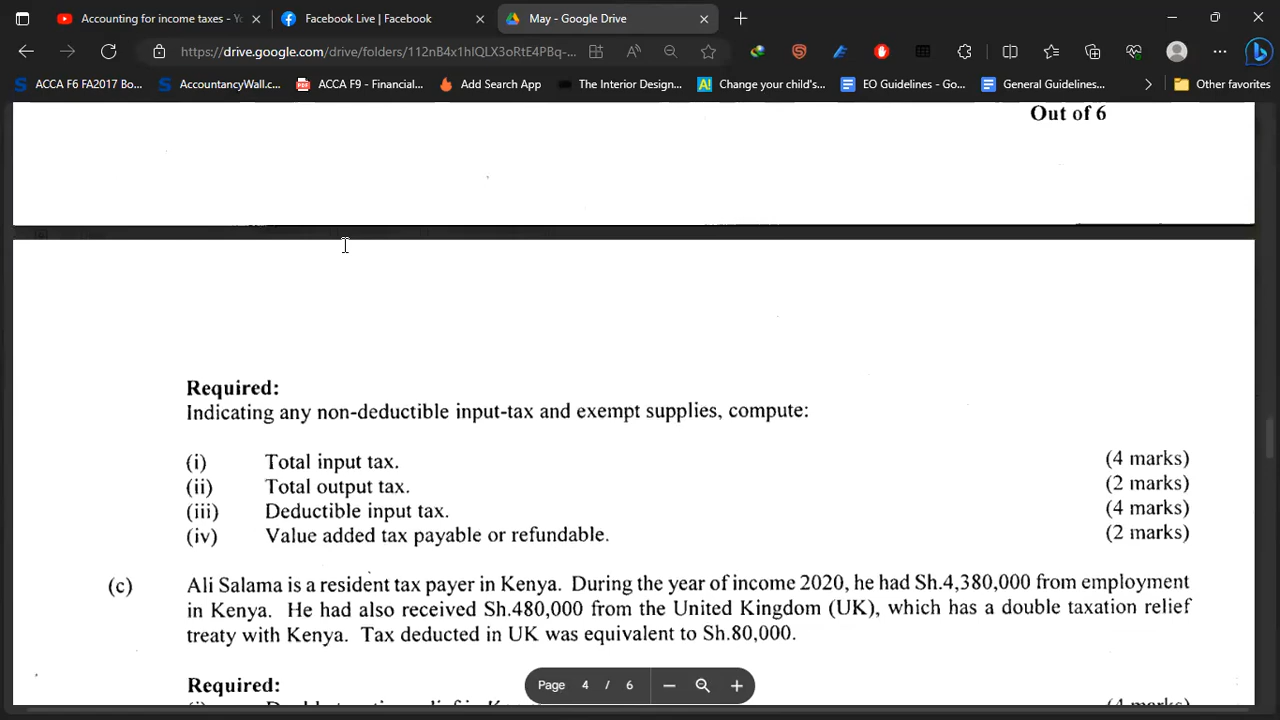 Accounting for income taxes - Yo
Facebook Live | Facebook
May - Google Drive
https://drive.google.com/drive/folders/112nB4x1hIQLX3oRtE4PBq-...
ACCA F6 FA2017 Bo...
AccountancyWall.c...
ACCA F9 - Financial...
Add Search App
The Interior Design...
Change your child's...
EO Guidelines - Go...
General Guidelines...
Other favorites
Out of 6
Required:
Indicating any non-deductible input-tax and exempt supplies, compute:
(i) Total input tax. (4 marks)
(ii) Total output tax. (2 marks)
(iii) Deductible input tax. (4 marks)
(iv) Value added tax payable or refundable. (2 marks)
(c) Ali Salama is a resident tax payer in Kenya. During the year of income 2020, he had Sh.4,380,000 from employment
in Kenya. He had also received Sh.480,000 from the United Kingdom (UK), which has a double taxation relief
treaty with Kenya. Tax deducted in UK was equivalent to Sh.80,000.
Required:
Page 4 / 6